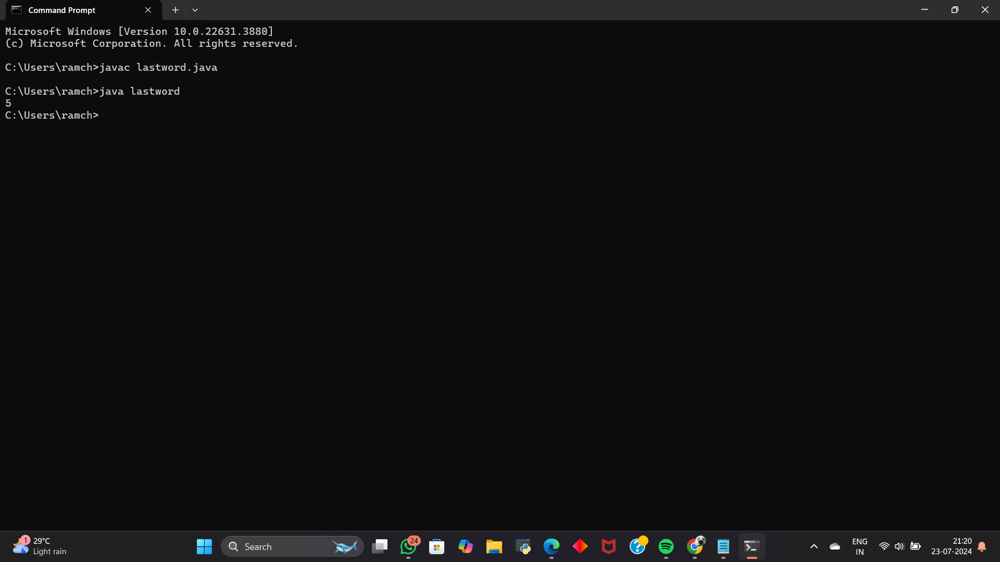 Command Prompt
Microsoft Windows [Version 10.0.22631.3880]
(c) Microsoft Corporation. All rights reserved.
C:\Users\ramch>javac lastword.java
C:\Users\ramch>java lastword
5
C:\Users\ramch>
1
29°C
Light rain
Search
24
ENG
IN
21:20
23-07-2024